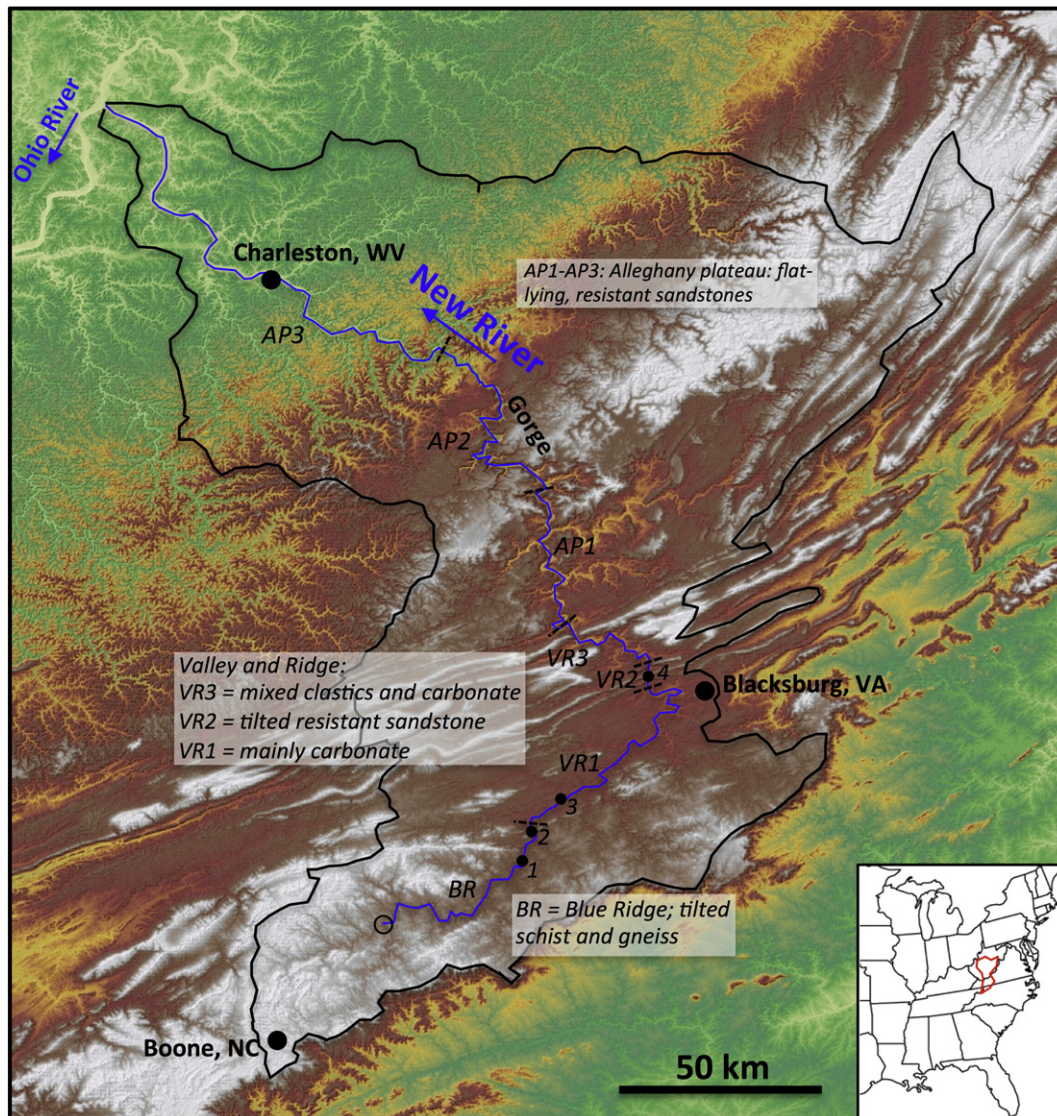 Ohio River
Charleston, WV
AP1-AP3: Alleghany plateau: flat-
lying, resistant sandstones
New River
AP3
Gorge
AP2
AP1
Valley and Ridge:
VR3 = mixed clastics and carbonate
VR2 = tilted resistant sandstone
VR1 = mainly carbonate
VR3
VR2
4
Blacksburg, VA
VR1
3
2
1
BR
BR = Blue Ridge; tilted
schist and gneiss
Boone, NC
50 km